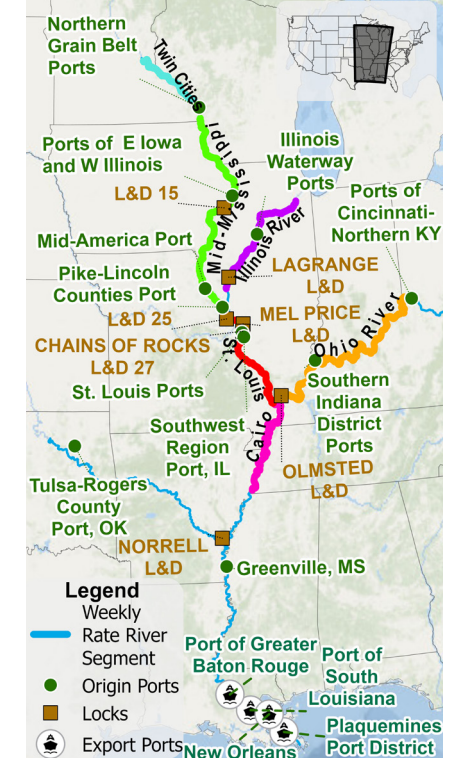 Northern
Grain Belt
Ports
Twin Cities
Ports of E Iowa
and W Illinois
Illinois
Waterway
Ports
Ports of
Cincinnati-
Northern KY
L&D 15
Mid-Mississippi
Illinois River
Mid-America Port
Pike-Lincoln
Counties Port
LAGRANGE
L&D
L&D 25
MEL PRICE
L&D
CHAINS OF ROCKS
L&D 27
St. Louis
Ohio River
St. Louis Ports
Southern
Indiana
District
Ports
Southwest
Region
Port, IL
Cairo
OLMSTED
L&D
Tulsa-Rogers
County
Port, OK
NORRELL
L&D
Greenville, MS
Legend
Weekly
Rate River
Segment
Origin Ports
Locks
Export Ports
Port of Greater
Baton Rouge
Port of
South
Louisiana
Plaquemines
Port District
New Orleans